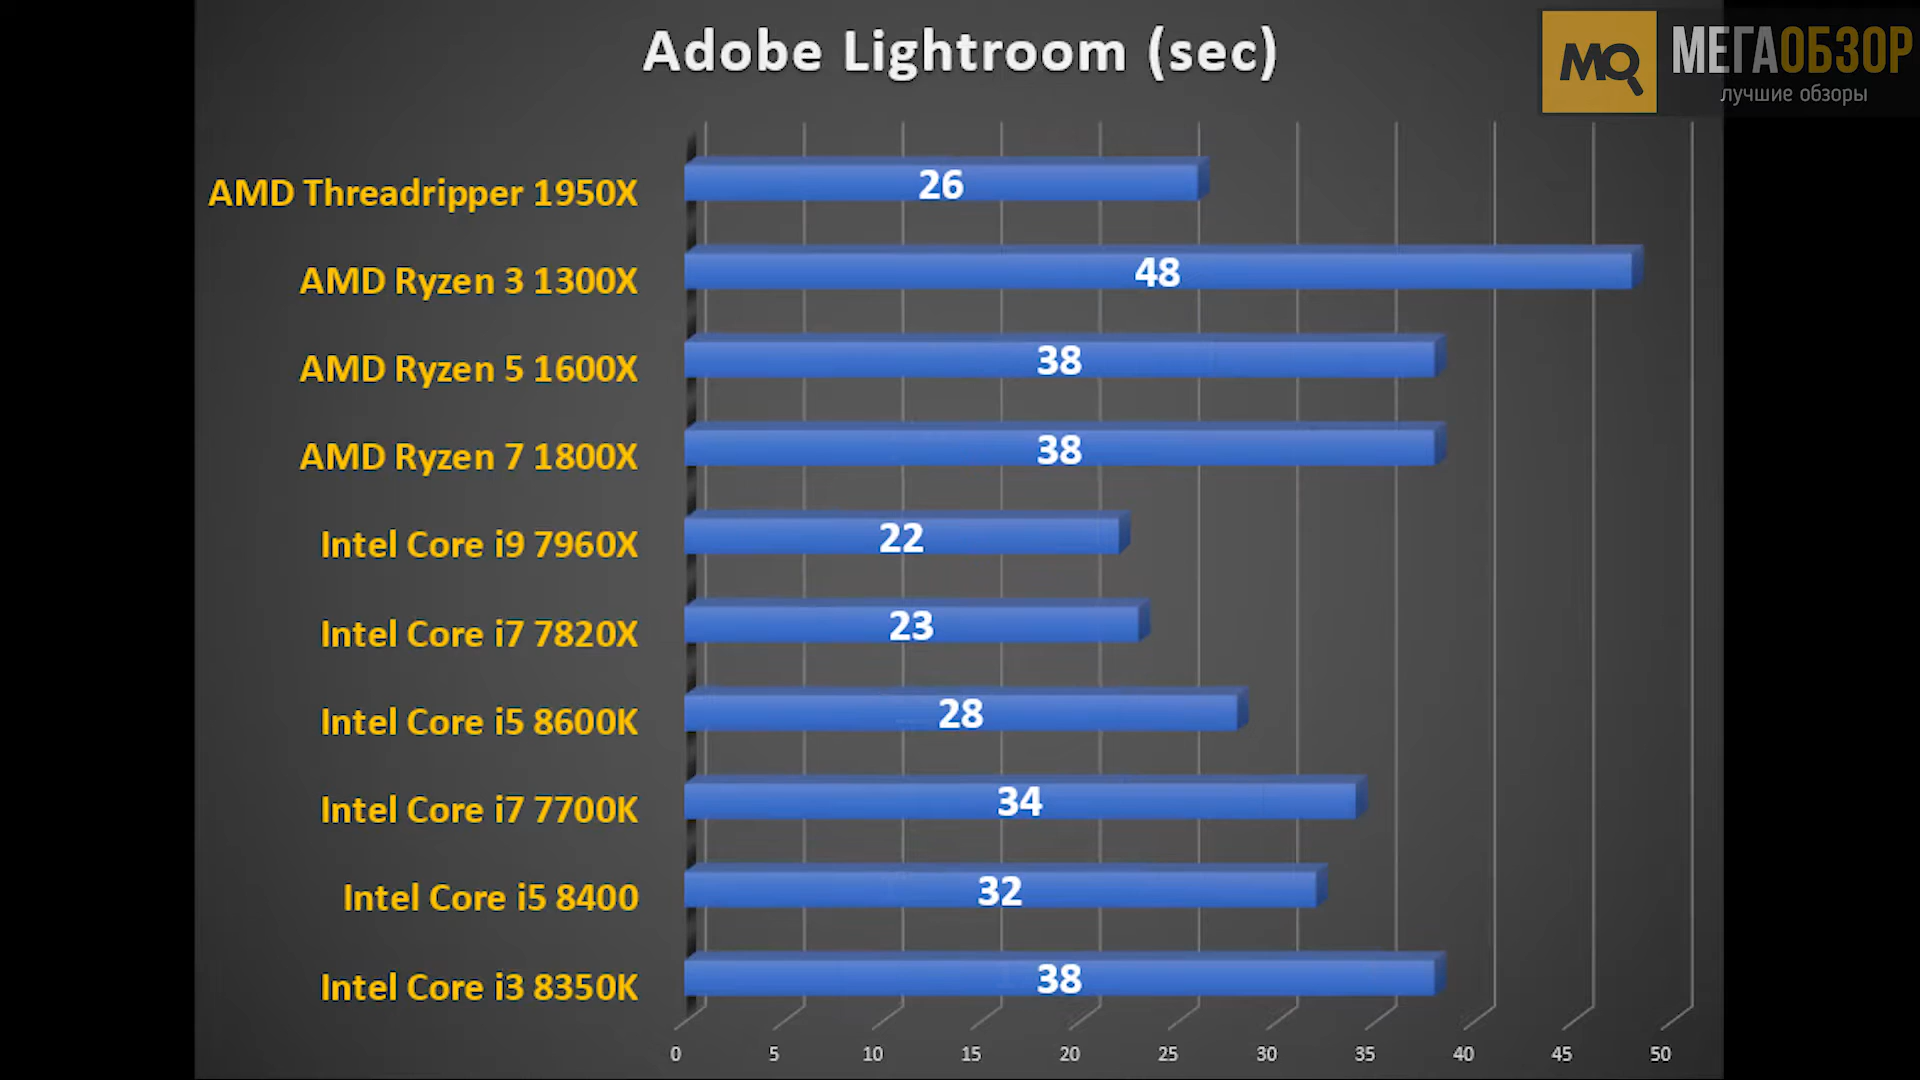 Adobe Lightroom (sec)
MQ
МЕГАОБЗОР
лучшие обзоры
AMD Threadripper 1950X 26
AMD Ryzen 3 1300X 48
AMD Ryzen 5 1600X 38
AMD Ryzen 7 1800X 38
Intel Core i9 7960X 22
Intel Core i7 7820X 23
Intel Core i5 8600K 28
Intel Core i7 7700K 34
Intel Core i5 8400 32
Intel Core i3 8350K 38
0 5 10 15 20 25 30 35 40 45 50